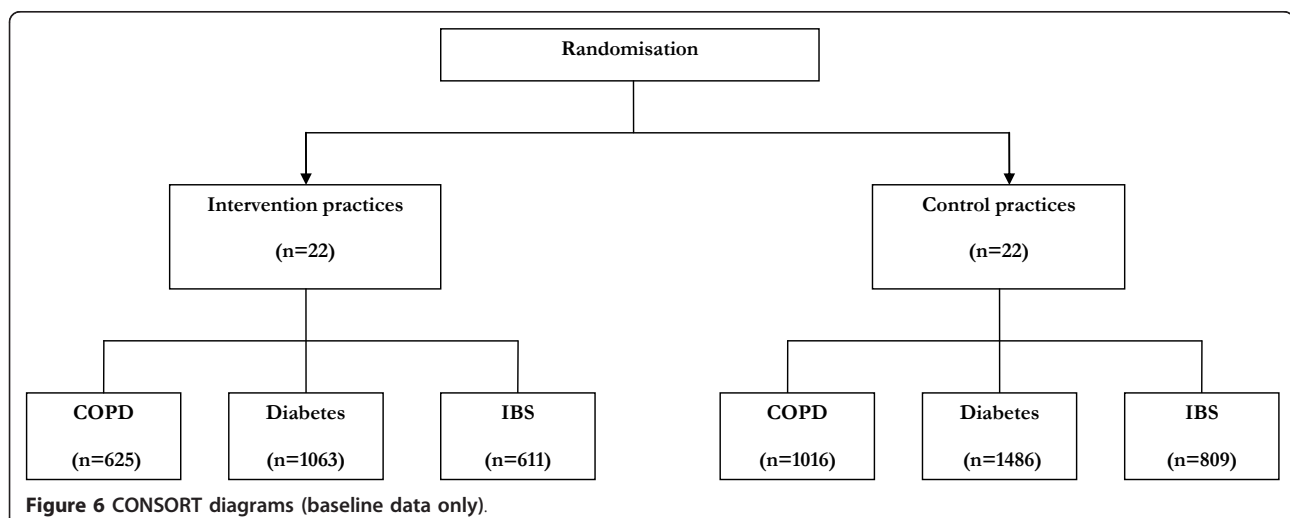 Randomisation
Intervention practices
(n=22)
Control practices
(n=22)
COPD
(n=625)
Diabetes
(n=1063)
IBS
(n=611)
COPD
(n=1016)
Diabetes
(n=1486)
IBS
(n=809)
Figure 6 CONSORT diagrams (baseline data only).